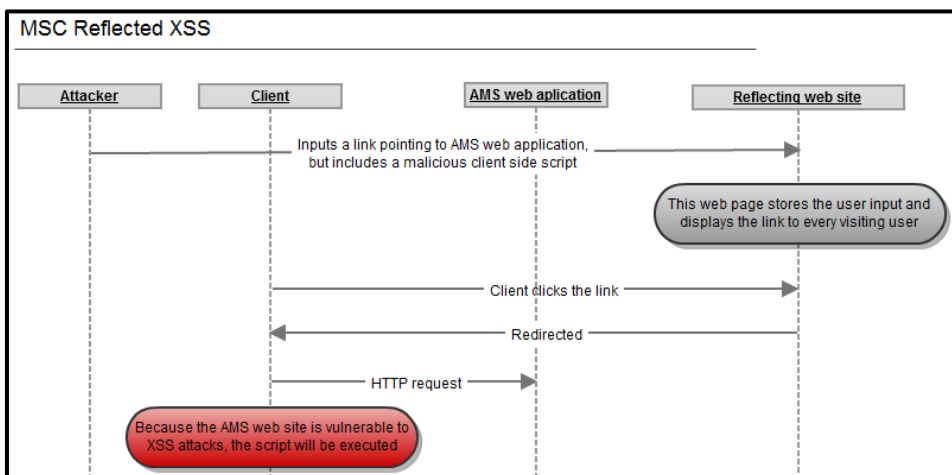 MSC Reflected XSS
Attacker
Client
AMS web aplication
Reflecting web site
Inputs a link pointing to AMS web application,
but includes a malicious client side script
This web page stores the user input and
displays the link to every visiting user
Client clicks the link
Redirected
HTTP request
Because the AMS web site is vulnerable to
XSS attacks, the script will be executed